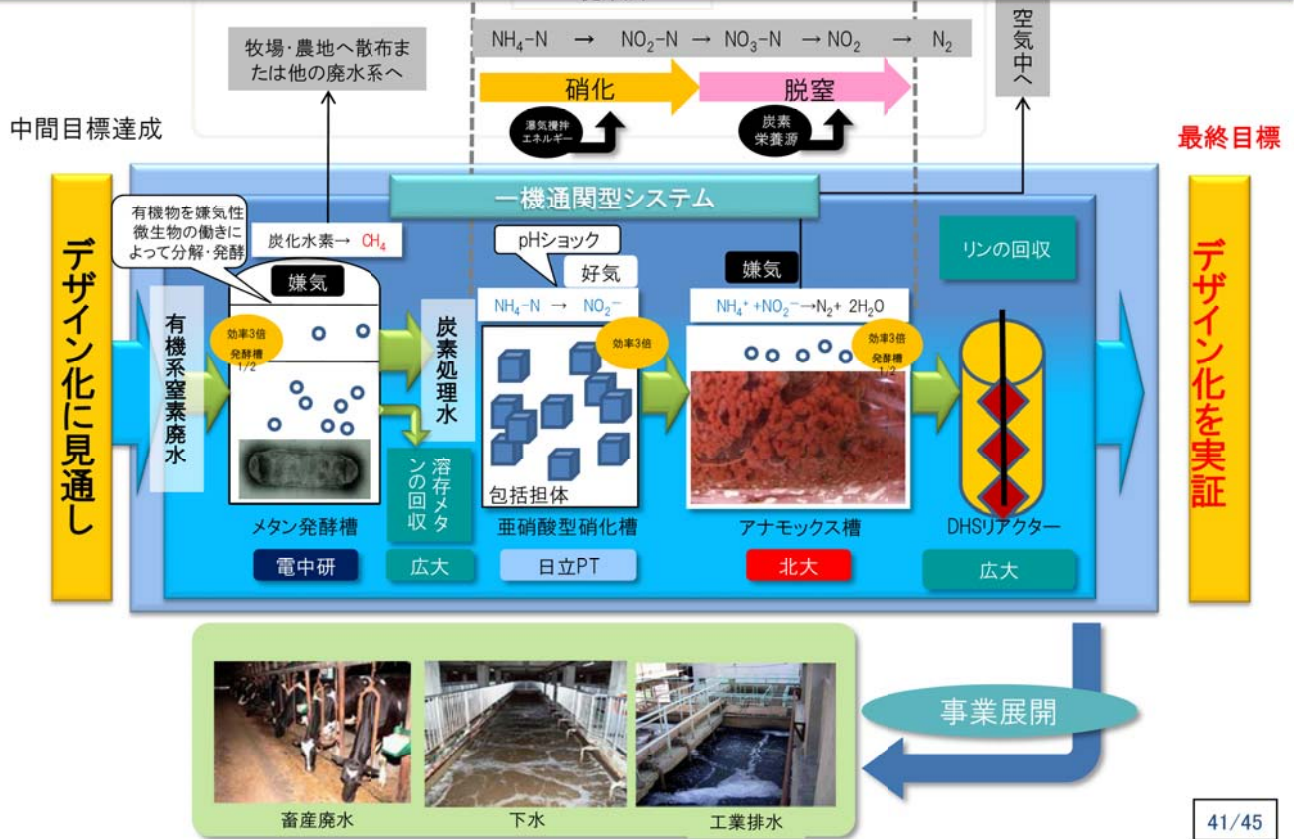 NH₄-N → NO₂-N → NO₃-N → NO₂ → N₂
牧場・農地へ散布ま
たは他の廃水系へ
空気中へ
硝化
脱窒
瀑気攪拌
エネルギー
炭素
栄養源
中間目標達成
最終目標
一機通関型システム
有機物を嫌気性
微生物の働きに
よって分解・発酵
炭化水素→ CH₄
pHショック
リンの回収
嫌気
好気
嫌気
NH₄-N → NO₂⁻
NH₄⁺+NO₂⁻→N₂+ 2H₂O
デザイン化に見通し
有機系窒素廃水
効率3倍
発酵槽
1/2
炭素処理水
効率3倍
効率3倍
発酵槽
1/2
デザイン化を実証
溶存メタ
ンの回収
包括担体
メタン発酵槽
亜硝酸型硝化槽
アナモックス槽
DHSリアクター
電中研
広大
日立PT
北大
広大
事業展開
畜産廃水
下水
工業排水
41/45